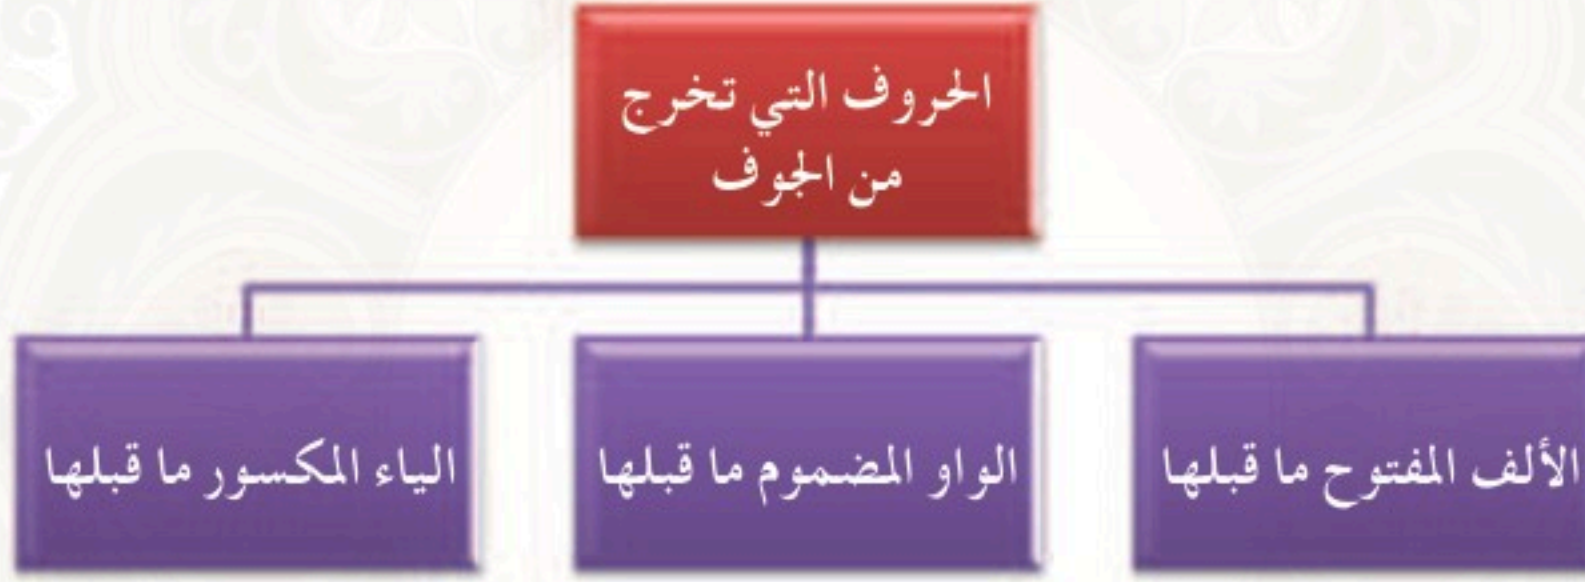 الحروف التي تخرج
من الجوف
الألف المفتوح ما قبلها
الواو المضموم ما قبلها
الياء المكسور ما قبلها